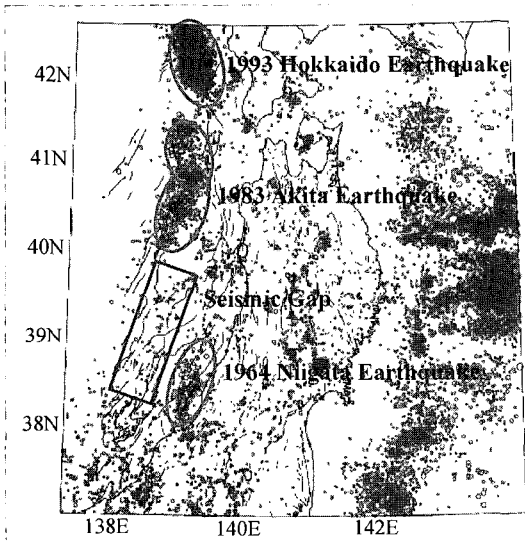 42N
1993 Hokkaido Earthquake
41N
1983 Akita Earthquake
40N
Seismic Gap
39N
1964 Niigata Earthquake
38N
138E 140E 142E